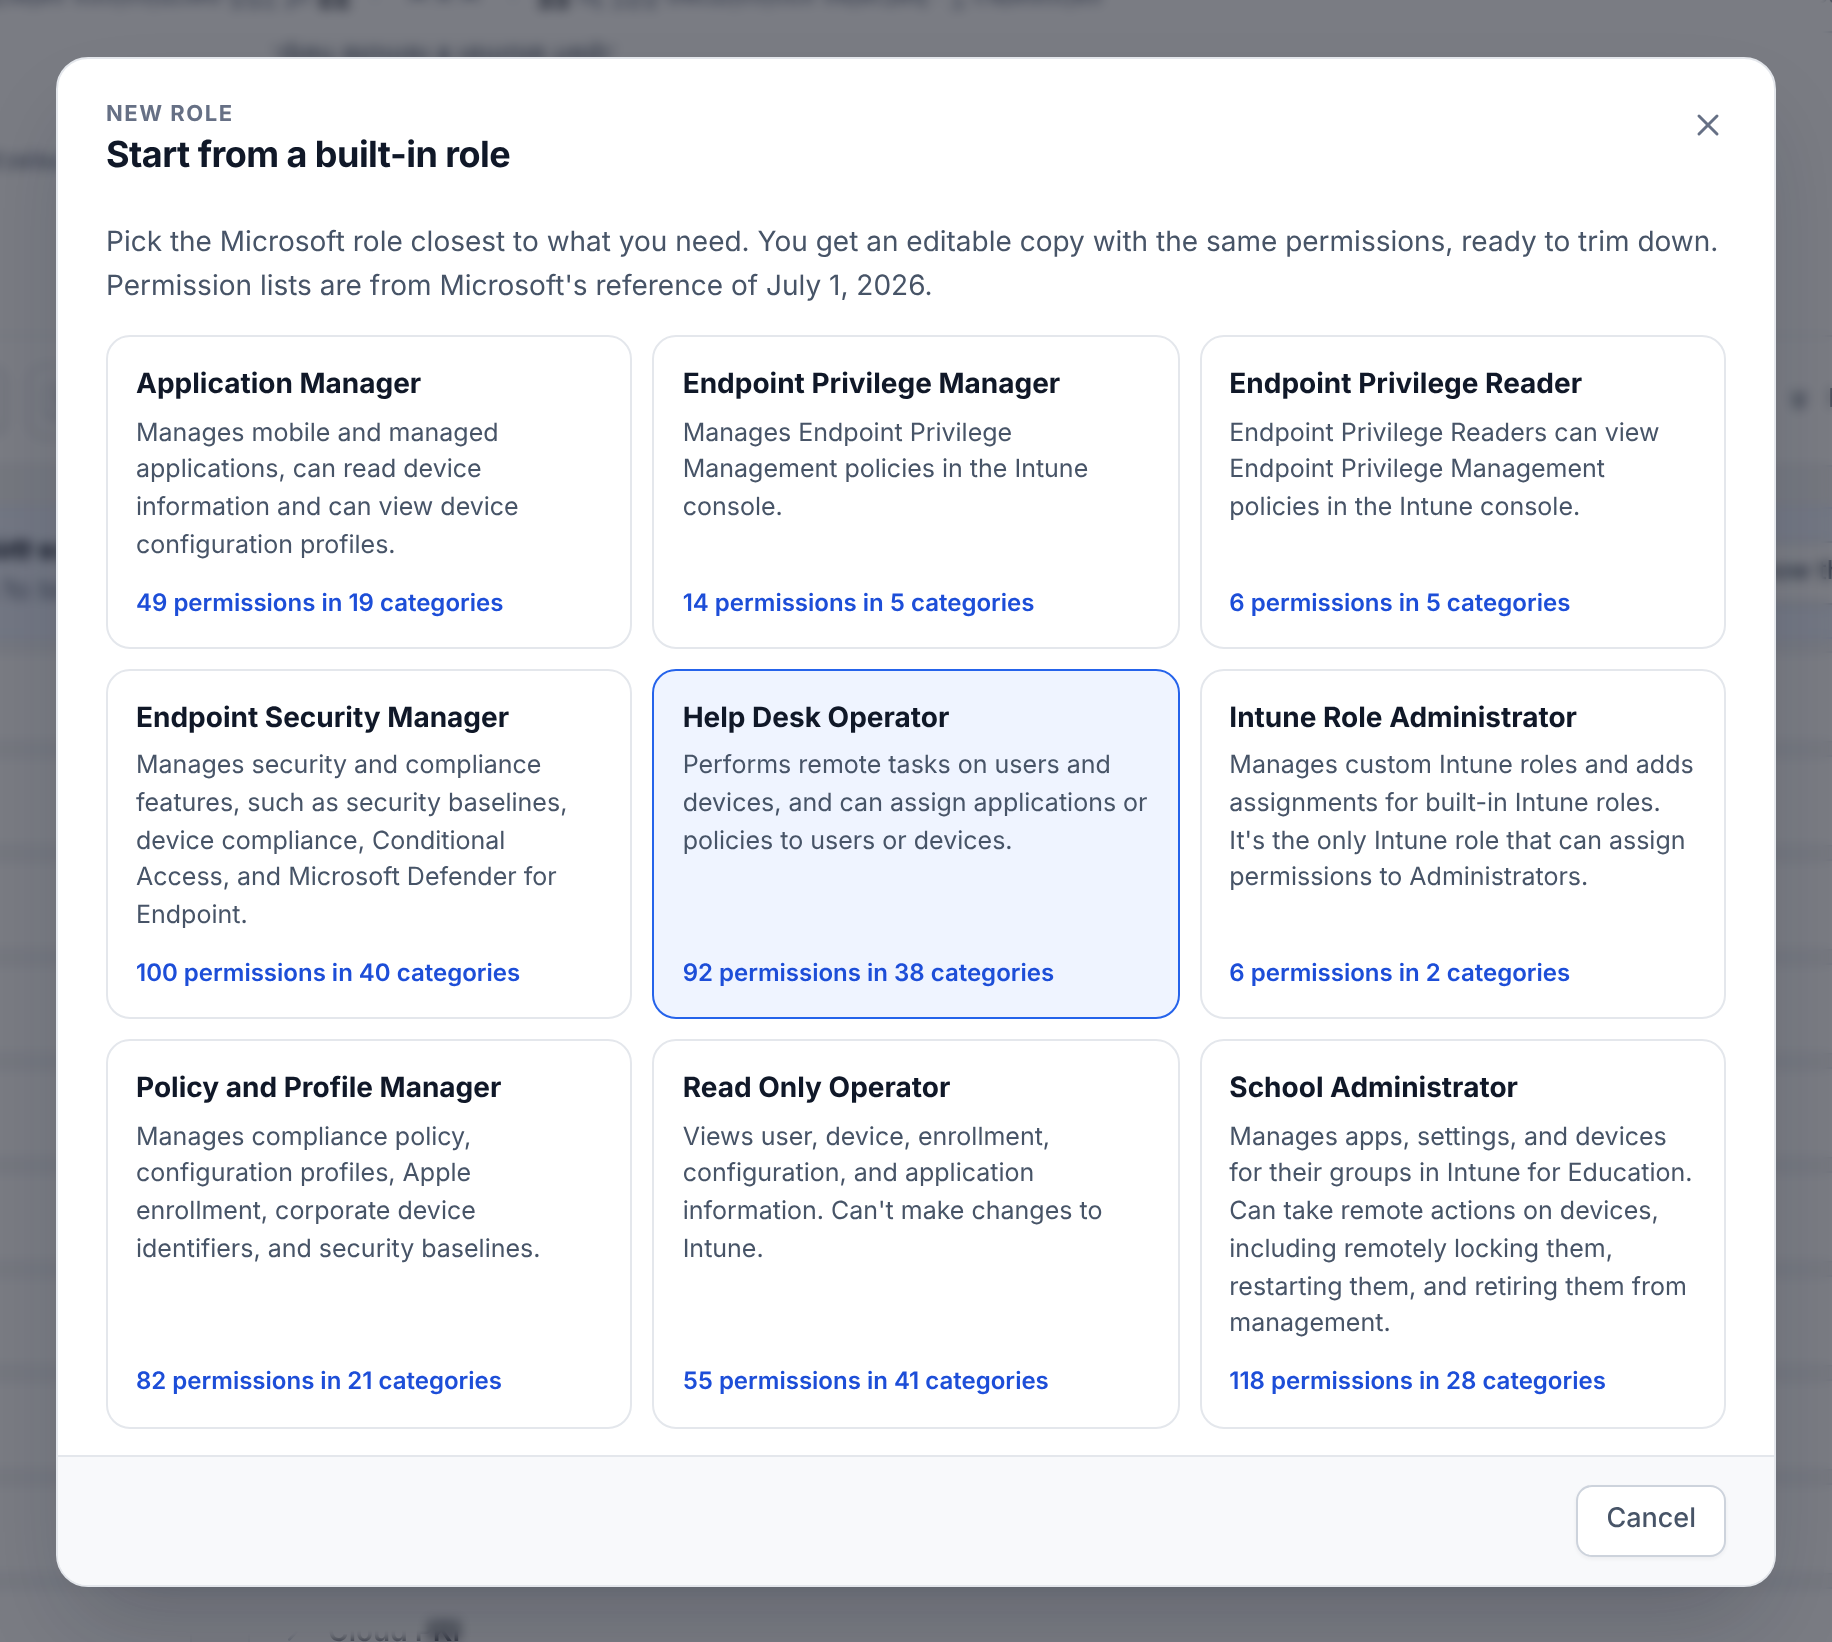 NEW ROLE
Start from a built-in role
Pick the Microsoft role closest to what you need. You get an editable copy with the same permissions, ready to trim down.
Permission lists are from Microsoft's reference of July 1, 2026.
Application Manager
Manages mobile and managed
applications, can read device
information and can view device
configuration profiles.
49 permissions in 19 categories
Endpoint Privilege Manager
Manages Endpoint Privilege
Management policies in the Intune
console.
14 permissions in 5 categories
Endpoint Privilege Reader
Endpoint Privilege Readers can view
Endpoint Privilege Management
policies in the Intune console.
6 permissions in 5 categories
Endpoint Security Manager
Manages security and compliance
features, such as security baselines,
device compliance, Conditional
Access, and Microsoft Defender for
Endpoint.
100 permissions in 40 categories
Help Desk Operator
Performs remote tasks on users and
devices, and can assign applications or
policies to users or devices.
92 permissions in 38 categories
Intune Role Administrator
Manages custom Intune roles and adds
assignments for built-in Intune roles.
It's the only Intune role that can assign
permissions to Administrators.
6 permissions in 2 categories
Policy and Profile Manager
Manages compliance policy,
configuration profiles, Apple
enrollment, corporate device
identifiers, and security baselines.
82 permissions in 21 categories
Read Only Operator
Views user, device, enrollment,
configuration, and application
information. Can't make changes to
Intune.
55 permissions in 41 categories
School Administrator
Manages apps, settings, and devices
for their groups in Intune for Education.
Can take remote actions on devices,
including remotely locking them,
restarting them, and retiring them from
management.
118 permissions in 28 categories
Cancel